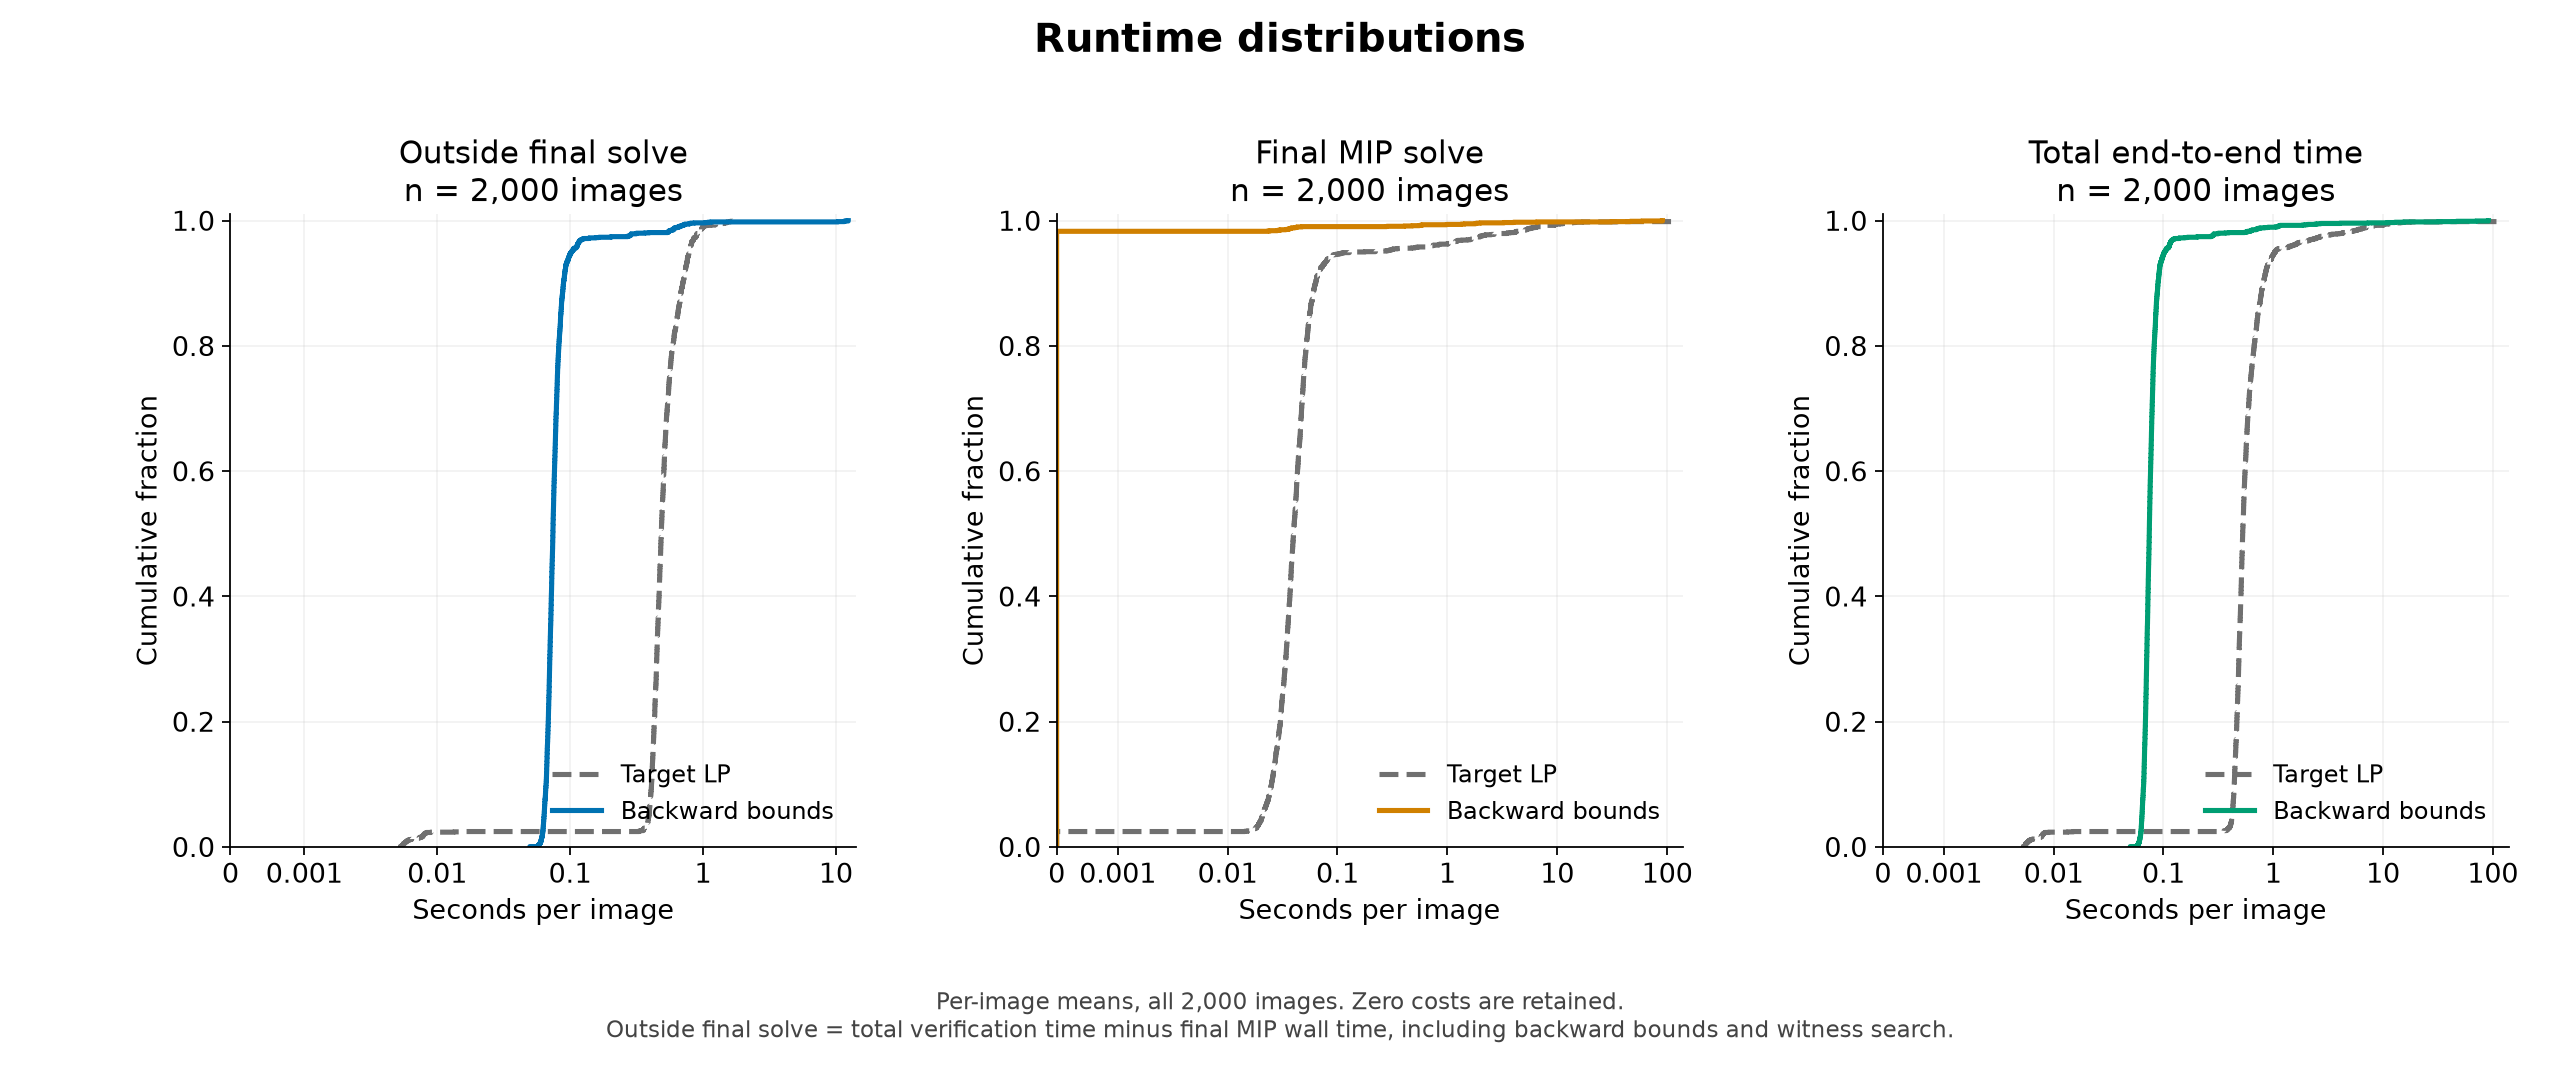 Runtime distributions
Outside final solve
n = 2,000 images
1.0
0.8
0.6
0.4
0.2
0.0
Cumulative fraction
Target LP
Backward bounds
0 0.001 0.01 0.1 1 10
Seconds per image
Final MIP solve
n = 2,000 images
1.0
0.8
0.6
0.4
0.2
0.0
Cumulative fraction
Target LP
Backward bounds
0 0.001 0.01 0.1 1 10 100
Seconds per image
Total end-to-end time
n = 2,000 images
1.0
0.8
0.6
0.4
0.2
0.0
Cumulative fraction
Target LP
Backward bounds
0 0.001 0.01 0.1 1 10 100
Seconds per image
Per-image means, all 2,000 images. Zero costs are retained.
Outside final solve = total verification time minus final MIP wall time, including backward bounds and witness search.